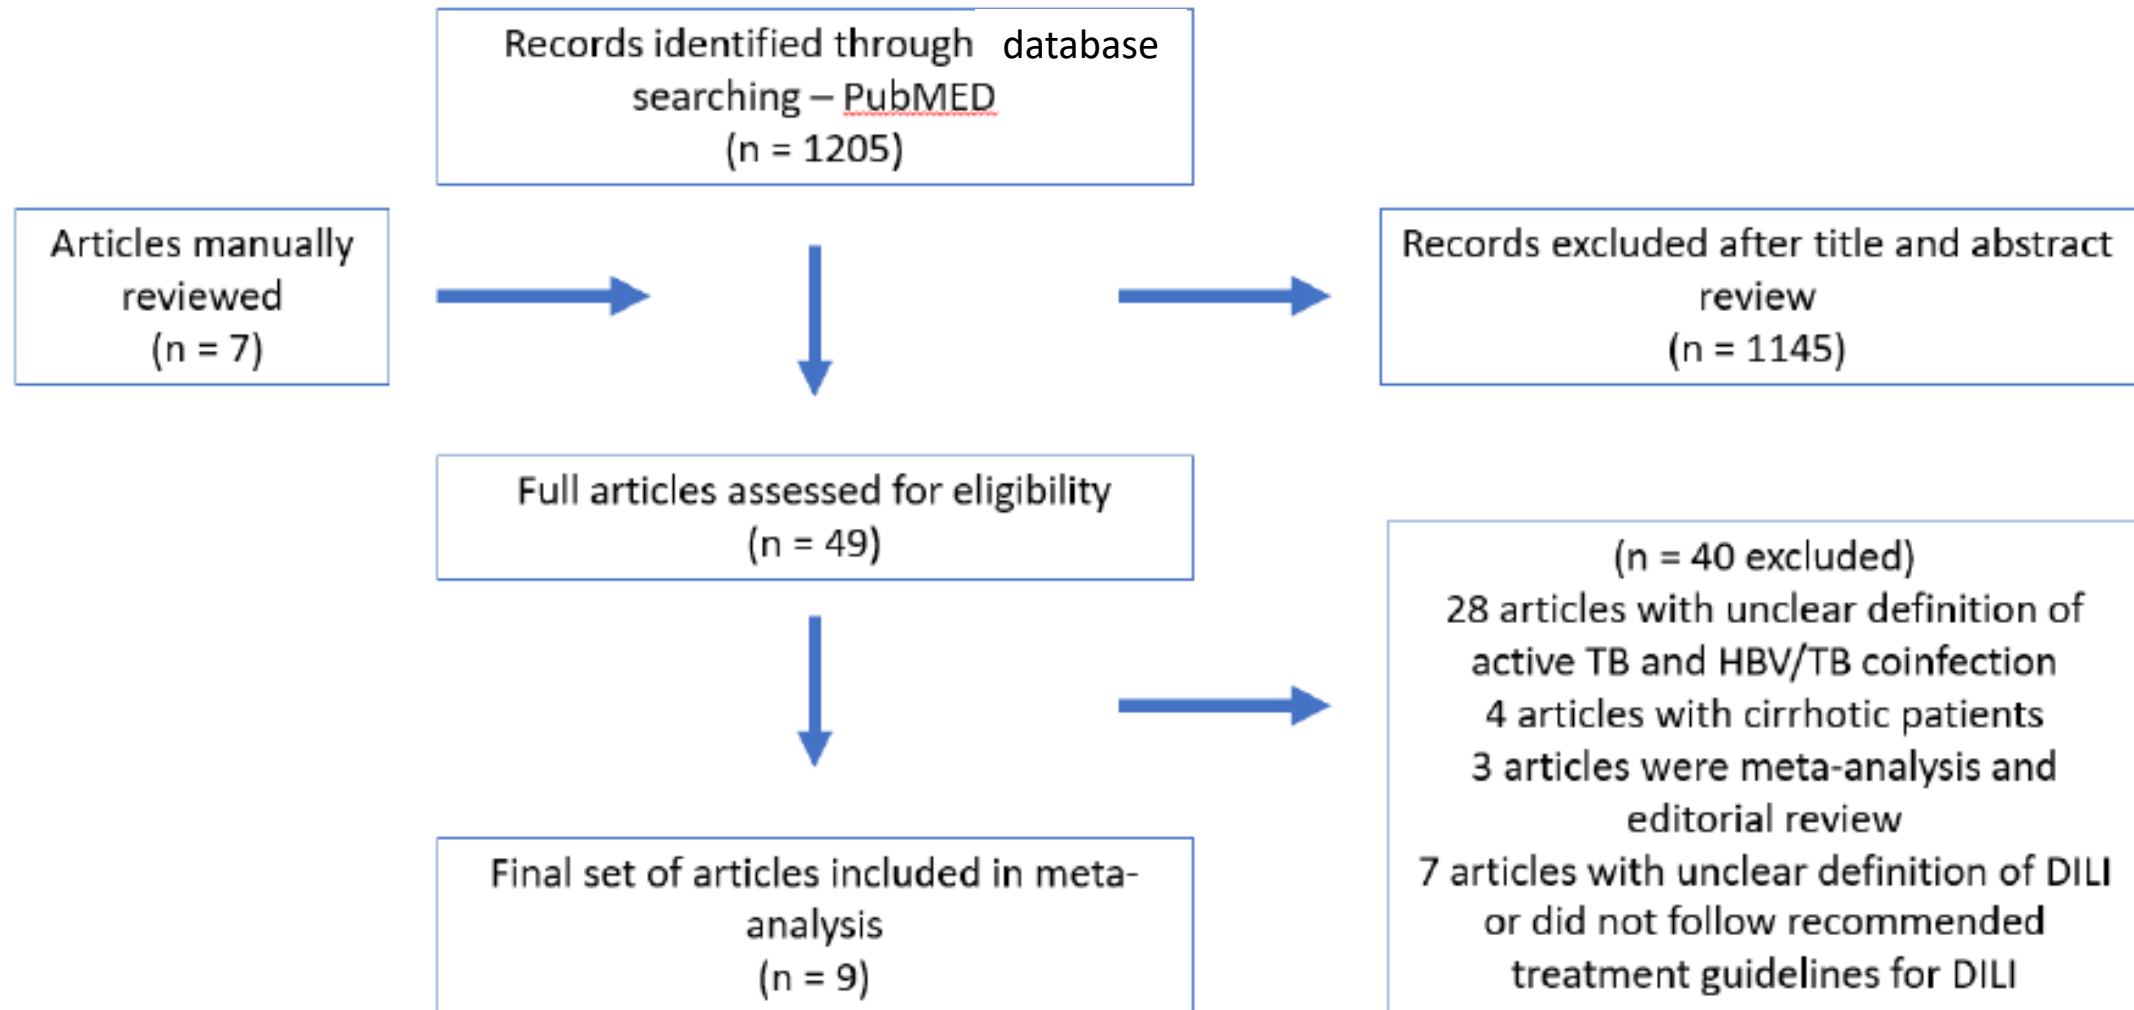 Records identified through database
searching – PubMED
(n = 1205)
Articles manually
reviewed
(n = 7)
Records excluded after title and abstract
review
(n = 1145)
Full articles assessed for eligibility
(n = 49)
(n = 40 excluded)
28 articles with unclear definition of
active TB and HBV/TB coinfection
4 articles with cirrhotic patients
3 articles were meta-analysis and
editorial review
7 articles with unclear definition of DILI
or did not follow recommended
treatment guidelines for DILI
Final set of articles included in meta-
analysis
(n = 9)